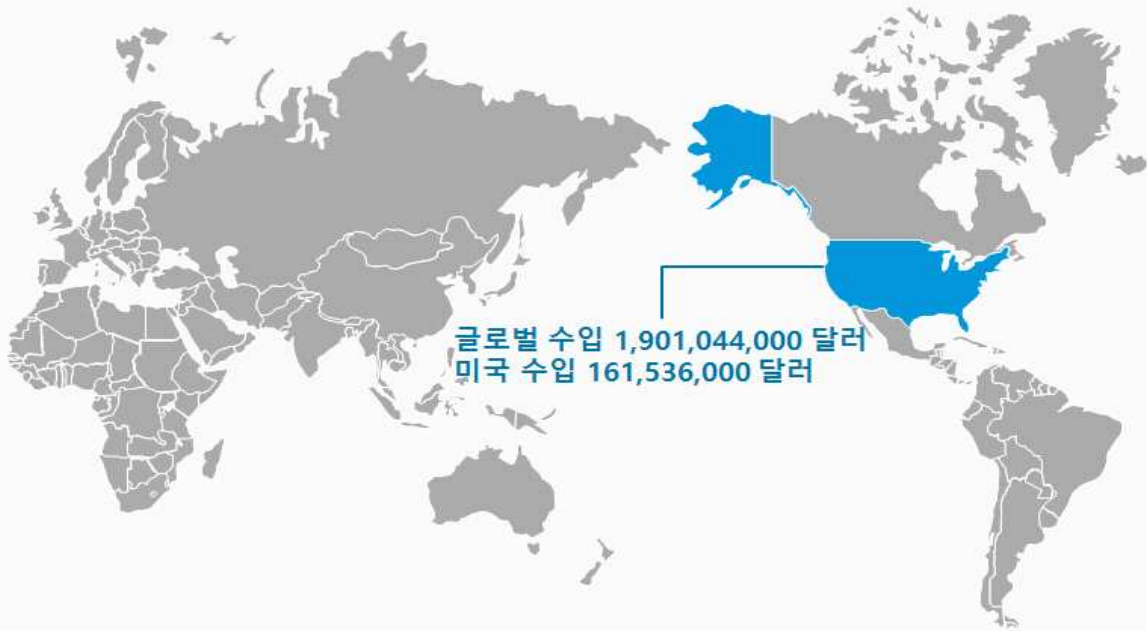 글로벌 수입 1,901,044,000 달러
미국 수입 161,536,000 달러